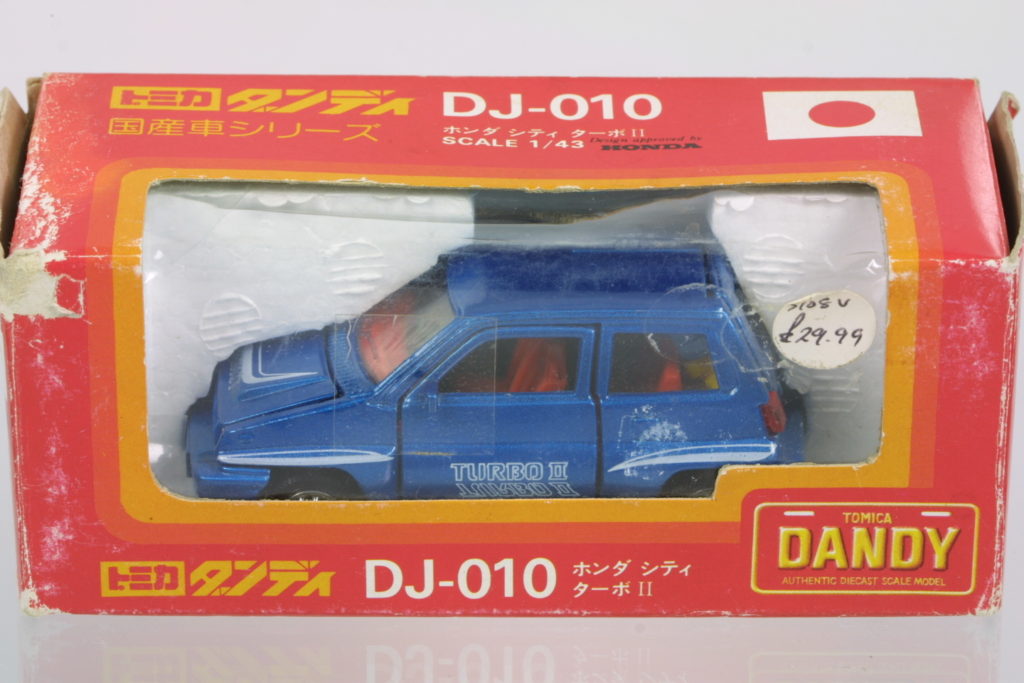 トミカ ダンディ
国産車シリーズ
DJ-010
ホンダ シティ ターボII
SCALE 1/43
Design approved by
HONDA
£29.99
TURBO II
TURBO II
トミカ ダンディ
DJ-010
ホンダ シティ
ターボII
TOMICA
DANDY
AUTHENTIC DIECAST SCALE MODEL